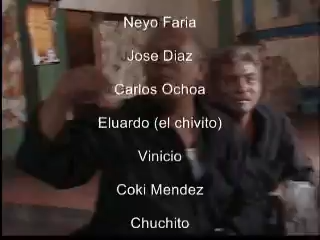 Neyo Faria
Jose Diaz
Carlos Ochoa
Eluardo (el chivito)
Vinicio
Coki Mendez
Chuchito